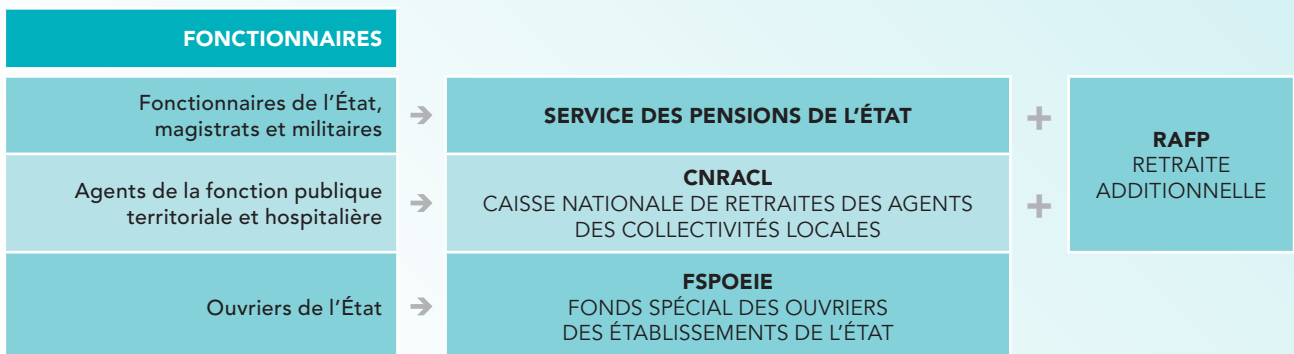 FONCTIONNAIRES
Fonctionnaires de l'État,
magistrats et militaires
➔
SERVICE DES PENSIONS DE L'ÉTAT
+
RAFP
RETRAITE
ADDITIONNELLE
Agents de la fonction publique
territoriale et hospitalière
➔
CNRACL
CAISSE NATIONALE DE RETRAITES DES AGENTS
DES COLLECTIVITÉS LOCALES
+
Ouvriers de l'État
➔
FSPOEIE
FONDS SPÉCIAL DES OUVRIERS
DES ÉTABLISSEMENTS DE L'ÉTAT